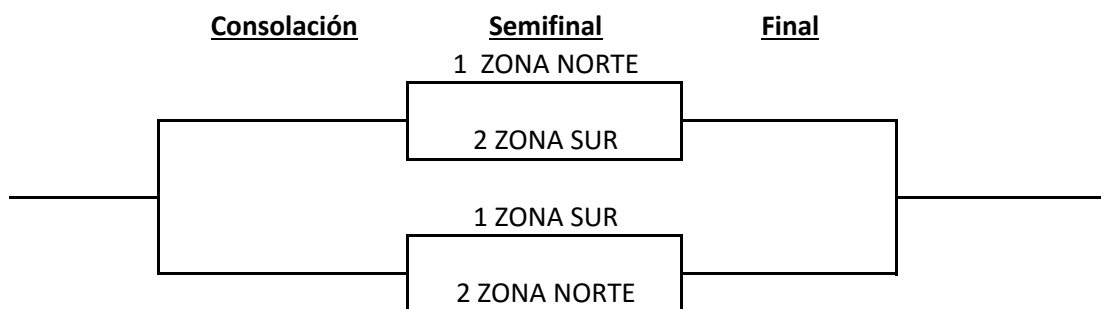 Consolación Semifinal Final
1 ZONA NORTE
2 ZONA SUR
1 ZONA SUR
2 ZONA NORTE